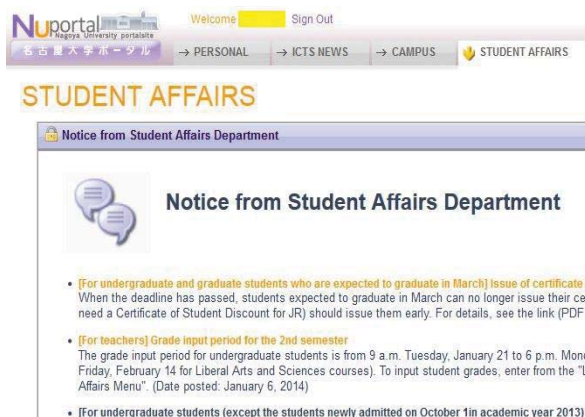 NUportal
Nagoya University portalsite
名古屋大学ポータル
Welcome Sign Out
→ PERSONAL → ICTS NEWS → CAMPUS STUDENT AFFAIRS
STUDENT AFFAIRS
Notice from Student Affairs Department
Notice from Student Affairs Department
• [For undergraduate and graduate students who are expected to graduate in March] Issue of certificate
When the deadline has passed, students expected to graduate in March can no longer issue their ce
need a Certificate of Student Discount for JR) should issue them early. For details, see the link (PDF
• [For teachers] Grade input period for the 2nd semester
The grade input period for undergraduate students is from 9 a.m. Tuesday, January 21 to 6 p.m. Mon
Friday, February 14 for Liberal Arts and Sciences courses). To input student grades, enter from the "L
Affairs Menu". (Date posted: January 6, 2014)
• [For undergraduate students (except the students newly admitted on October 1in academic year 2013)